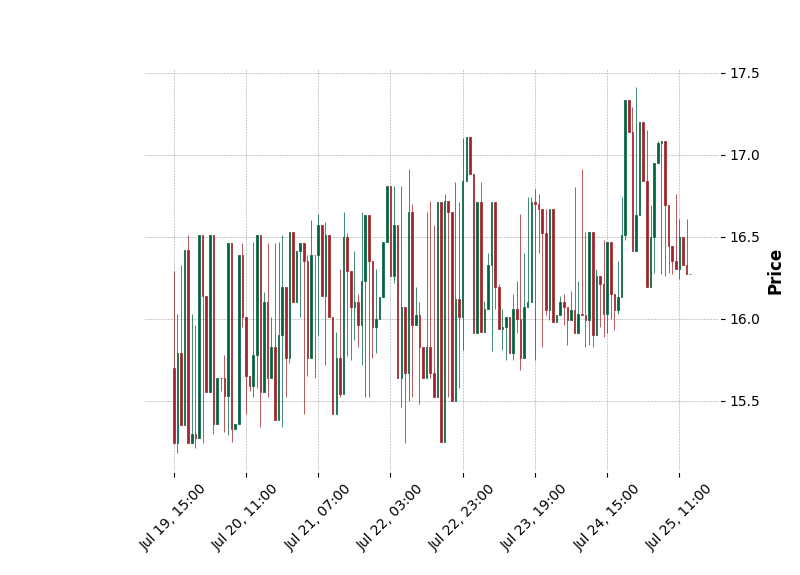 17.5
17.0
16.5
16.0
15.5
Price
Jul 19, 15:00
Jul 20, 11:00
Jul 21, 07:00
Jul 22, 03:00
Jul 22, 23:00
Jul 23, 19:00
Jul 24, 15:00
Jul 25, 11:00